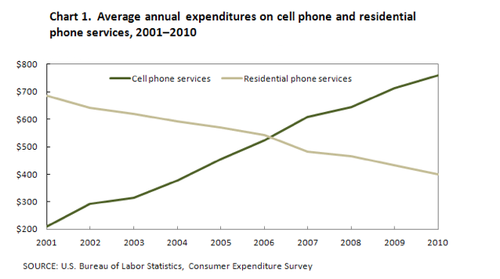 Chart 1. Average annual expenditures on cell phone and residential
phone services, 2001–2010
$800
Cell phone services
Residential phone services
$700
$600
$500
$400
$300
$200
2001 2002 2003 2004 2005 2006 2007 2008 2009 2010
SOURCE: U.S. Bureau of Labor Statistics, Consumer Expenditure Survey